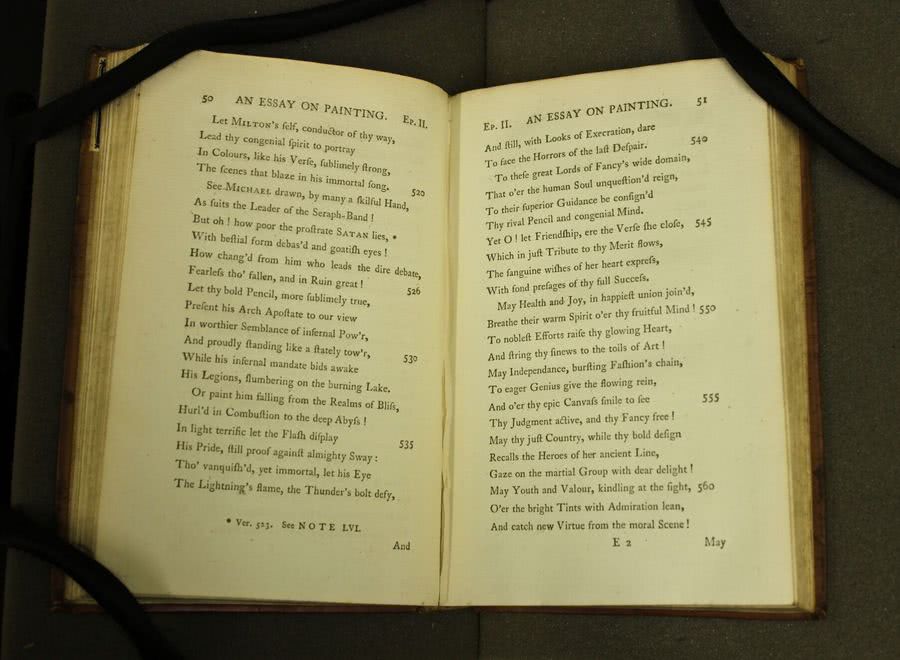 50 AN ESSAY ON PAINTING. Ep. II.
Let MILTON's ſelf, conductor of thy way,
Lead thy congenial ſpirit to portray
In Colours, like his Verſe, ſublimely ſtrong,
The ſcenes that blaze in his immortal ſong. 520
See MICHAEL drawn, by many a ſkilful Hand,
As ſuits the Leader of the Seraph-Band!
But oh! how poor the proſtrate SATAN lies, *
With beſtial form debas'd and goatiſh eyes!
How chang'd from him who leads the dire debate,
Fearleſs tho' fallen, and in Ruin great! 526
Let thy bold Pencil, more ſublimely true,
Preſent his Arch Apoſtate to our view
In worthier Semblance of infernal Pow'r,
And proudly ſtanding like a ſtately tow'r, 530
While his infernal mandate bids awake
His Legions, ſlumbering on the burning Lake.
Or paint him falling from the Realms of Bliſs,
Hurl'd in Combuſtion to the deep Abyſs!
In light terrific let the Flaſh diſplay 535
His Pride, ſtill proof againſt almighty Sway:
Tho' vanquiſh'd, yet immortal, let his Eye
The Lightning's flame, the Thunder's bolt defy,
* Ver. 523. See NOTE LVI.
And
Ep. II. AN ESSAY ON PAINTING. 51
And ſtill, with Looks of Execration, dare
To face the Horrors of the laſt Deſpair. 540
To theſe great Lords of Fancy's wide domain,
That o'er the human Soul unqueſtion'd reign,
To their ſuperior Guidance be conſign'd
Thy rival Pencil and congenial Mind.
Yet O! let Friendſhip, ere the Verſe ſhe cloſe, 545
Which in juſt Tribute to thy Merit flows,
The ſanguine wiſhes of her heart expreſs,
With fond preſages of thy full Succeſs.
May Health and Joy, in happieſt union join'd,
Breathe their warm Spirit o'er thy fruitful Mind! 550
To nobleſt Efforts raiſe thy glowing Heart,
And ſtring thy ſinews to the toils of Art!
May Independance, burſting Faſhion's chain,
To eager Genius give the flowing rein,
And o'er thy epic Canvaſs ſmile to ſee 555
Thy Judgment active, and thy Fancy free!
May thy juſt Country, while thy bold deſign
Recalls the Heroes of her ancient Line,
Gaze on the martial Group with dear delight!
May Youth and Valour, kindling at the ſight, 560
O'er the bright Tints with Admiration lean,
And catch new Virtue from the moral Scene!
E 2 May